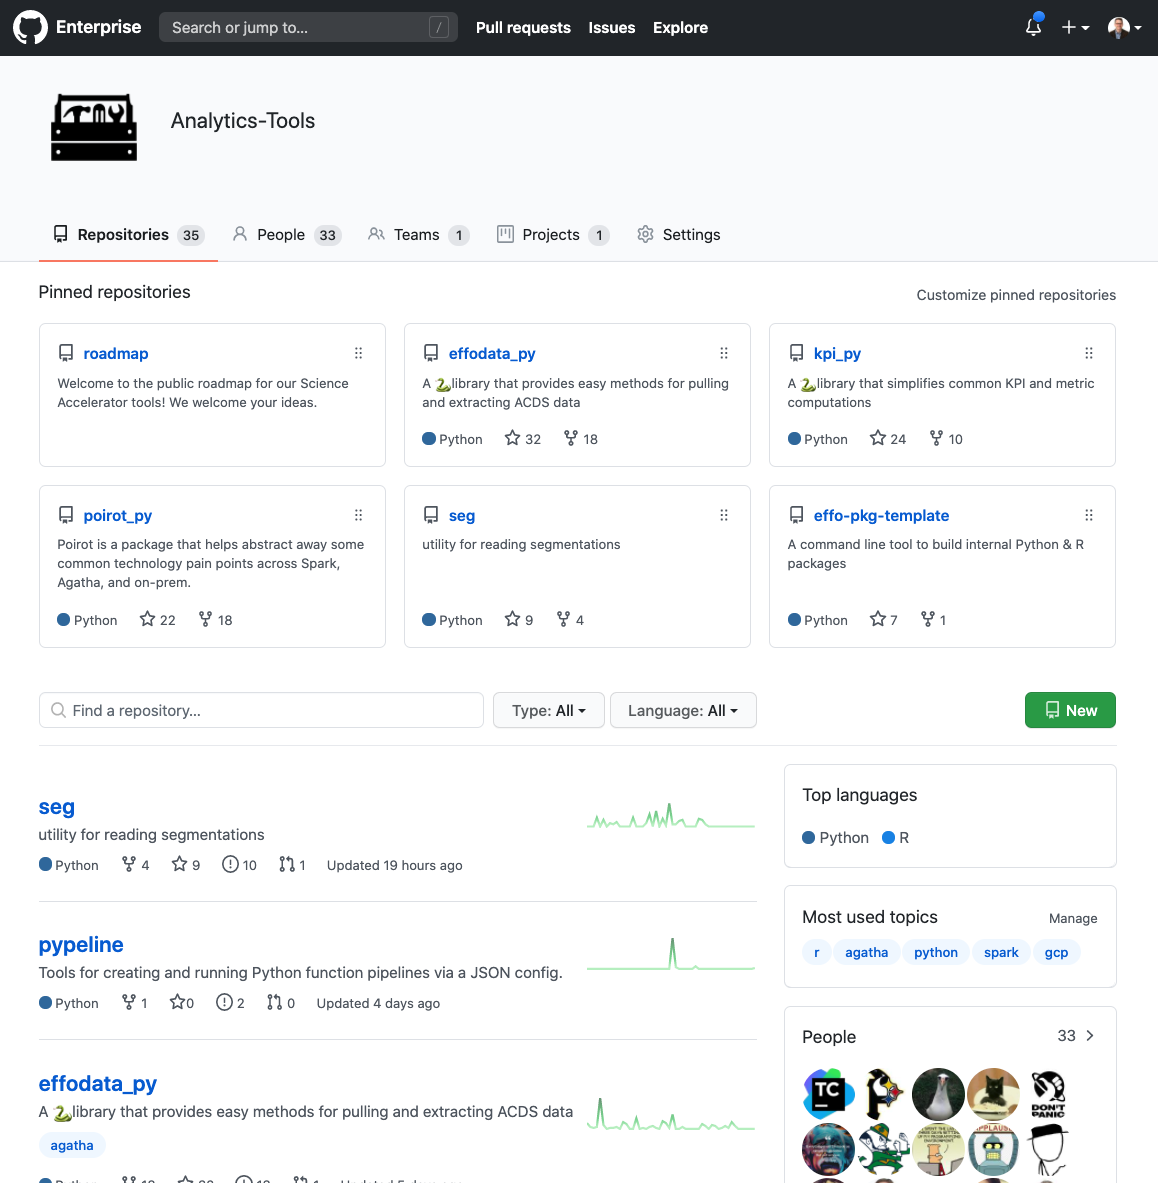 Enterprise
Search or jump to...
/
Pull requests
Issues
Explore
Analytics-Tools
Repositories 35
People 33
Teams 1
Projects 1
Settings
Pinned repositories
Customize pinned repositories
roadmap
Welcome to the public roadmap for our Science
Accelerator tools! We welcome your ideas.
effodata_py
A 🐍library that provides easy methods for pulling
and extracting ACDS data
Python 32 18
kpi_py
A 🐍library that simplifies common KPI and metric
computations
Python 24 10
poirot_py
Poirot is a package that helps abstract away some
common technology pain points across Spark,
Agatha, and on-prem.
Python 22 18
seg
utility for reading segmentations
Python 9 4
effo-pkg-template
A command line tool to build internal Python & R
packages
Python 7 1
Find a repository...
Type: All
Language: All
New
seg
utility for reading segmentations
Python 4 9 10 1 Updated 19 hours ago
pypeline
Tools for creating and running Python function pipelines via a JSON config.
Python 1 0 2 0 Updated 4 days ago
effodata_py
A 🐍library that provides easy methods for pulling and extracting ACDS data
agatha
Top languages
Python R
Most used topics
Manage
r agatha python spark gcp
People
33
TC
DON'T
PANIC